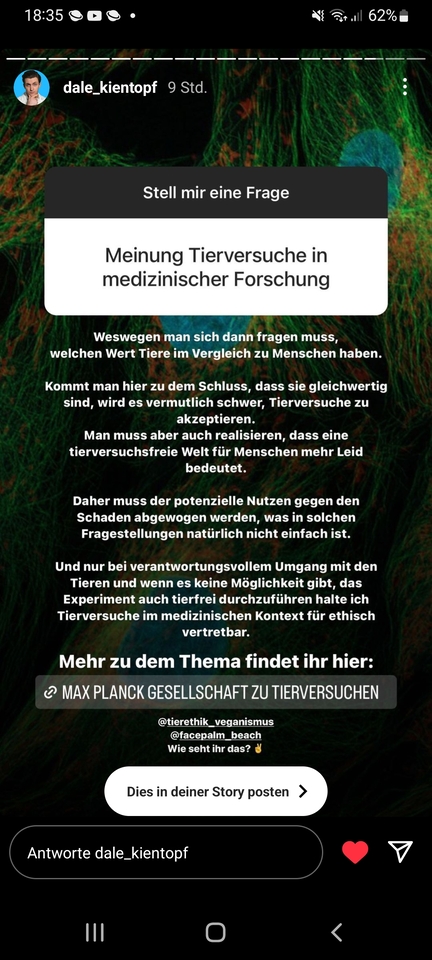 18:35
62%
dale_kientopf 9 Std.
Stell mir eine Frage
Meinung Tierversuche in
medizinischer Forschung
Weswegen man sich dann fragen muss,
welchen Wert Tiere im Vergleich zu Menschen haben.
Kommt man hier zu dem Schluss, dass sie gleichwertig
sind, wird es vermutlich schwer, Tierversuche zu
akzeptieren.
Man muss aber auch realisieren, dass eine
tierversuchsfreie Welt für Menschen mehr Leid
bedeutet.
Daher muss der potenzielle Nutzen gegen den
Schaden abgewogen werden, was in solchen
Fragestellungen natürlich nicht einfach ist.
Und nur bei verantwortungsvollem Umgang mit den
Tieren und wenn es keine Möglichkeit gibt, das
Experiment auch tierfrei durchzuführen halte ich
Tierversuche im medizinischen Kontext für ethisch
vertretbar.
Mehr zu dem Thema findet ihr hier:
MAX PLANCK GESELLSCHAFT ZU TIERVERSUCHEN
@tierethik_veganismus
@facepalm_beach
Wie seht ihr das? ✌
Dies in deiner Story posten
Antworte dale_kientopf